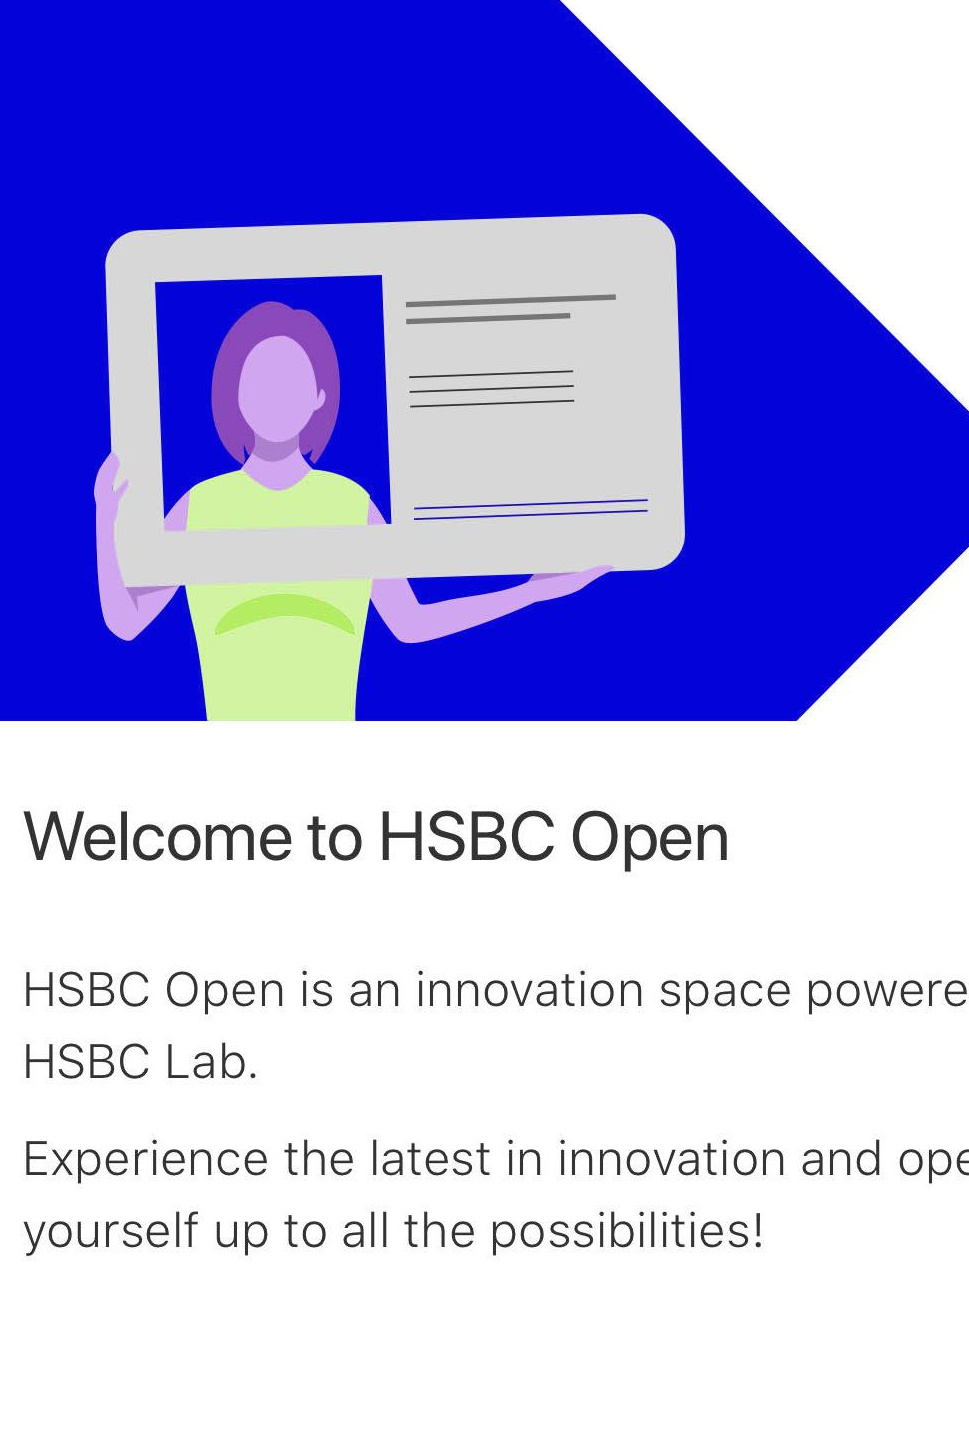 Welcome to HSBC Open
HSBC Open is an innovation space powere
HSBC Lab.
Experience the latest in innovation and ope
yourself up to all the possibilities!